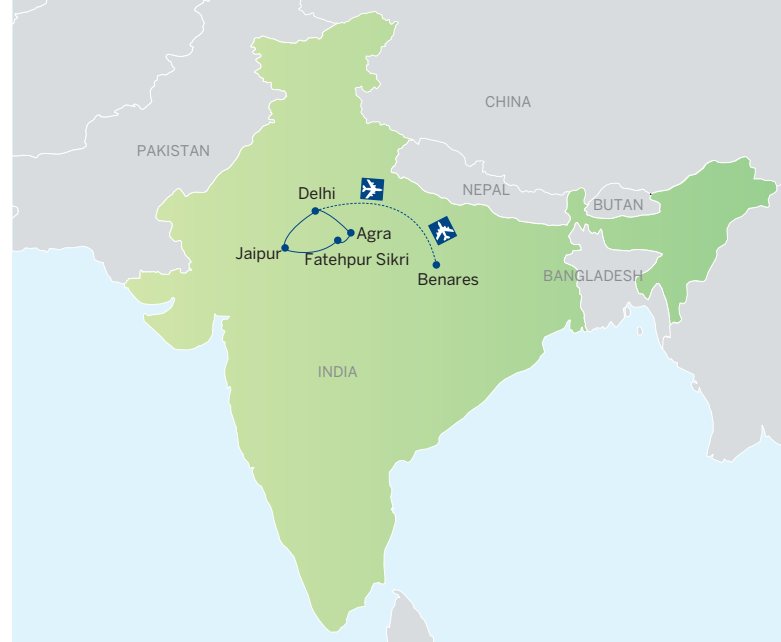 CHINA
PAKISTAN
NEPAL
Delhi
BUTAN
Agra
Jaipur
Fatehpur Sikri
BANGLADESH
Benares
INDIA